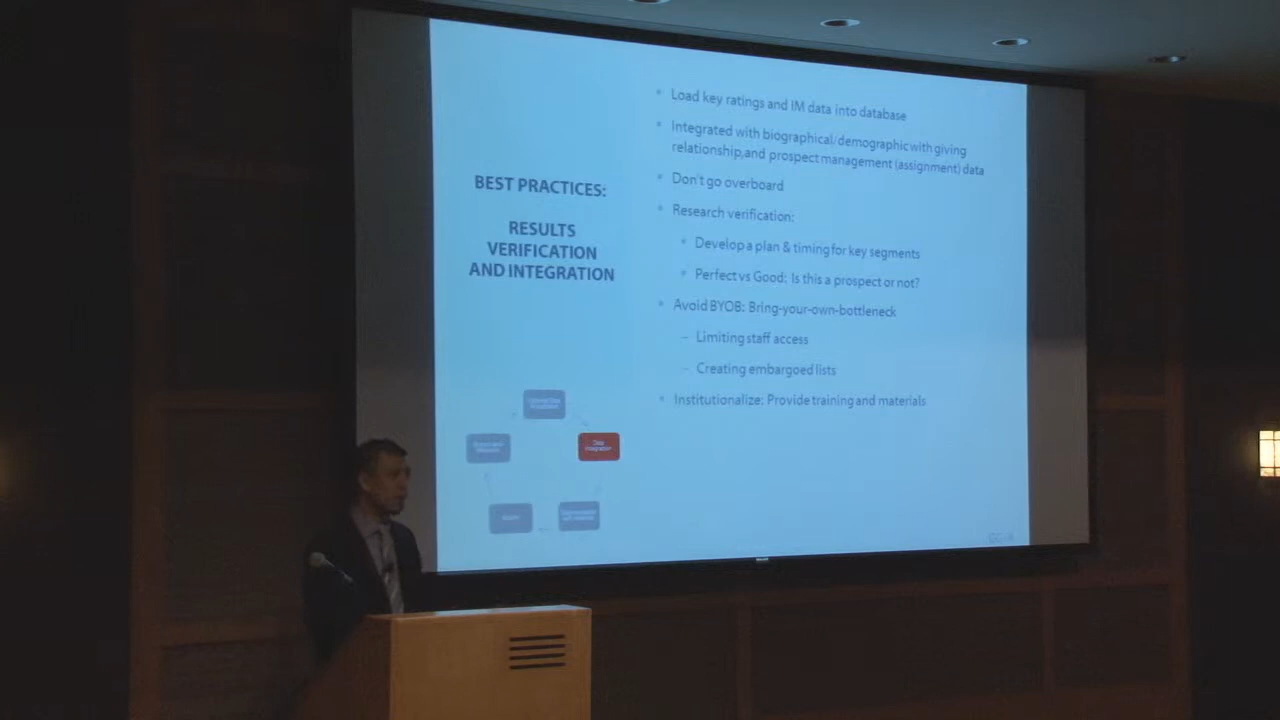 BEST PRACTICES:
RESULTS
VERIFICATION
AND INTEGRATION
Load key ratings and IM data into database
Integrated with biographical/demographic with giving
relationship, and prospect management (assignment) data
Don't go overboard
Research verification:
Develop a plan & timing for key segments
Perfect vs Good: Is this a prospect or not?
Avoid BYOB: Bring-your-own-bottleneck
Limiting staff access
Creating embargoed lists
Institutionalize: Provide training and materials
Data
Integration